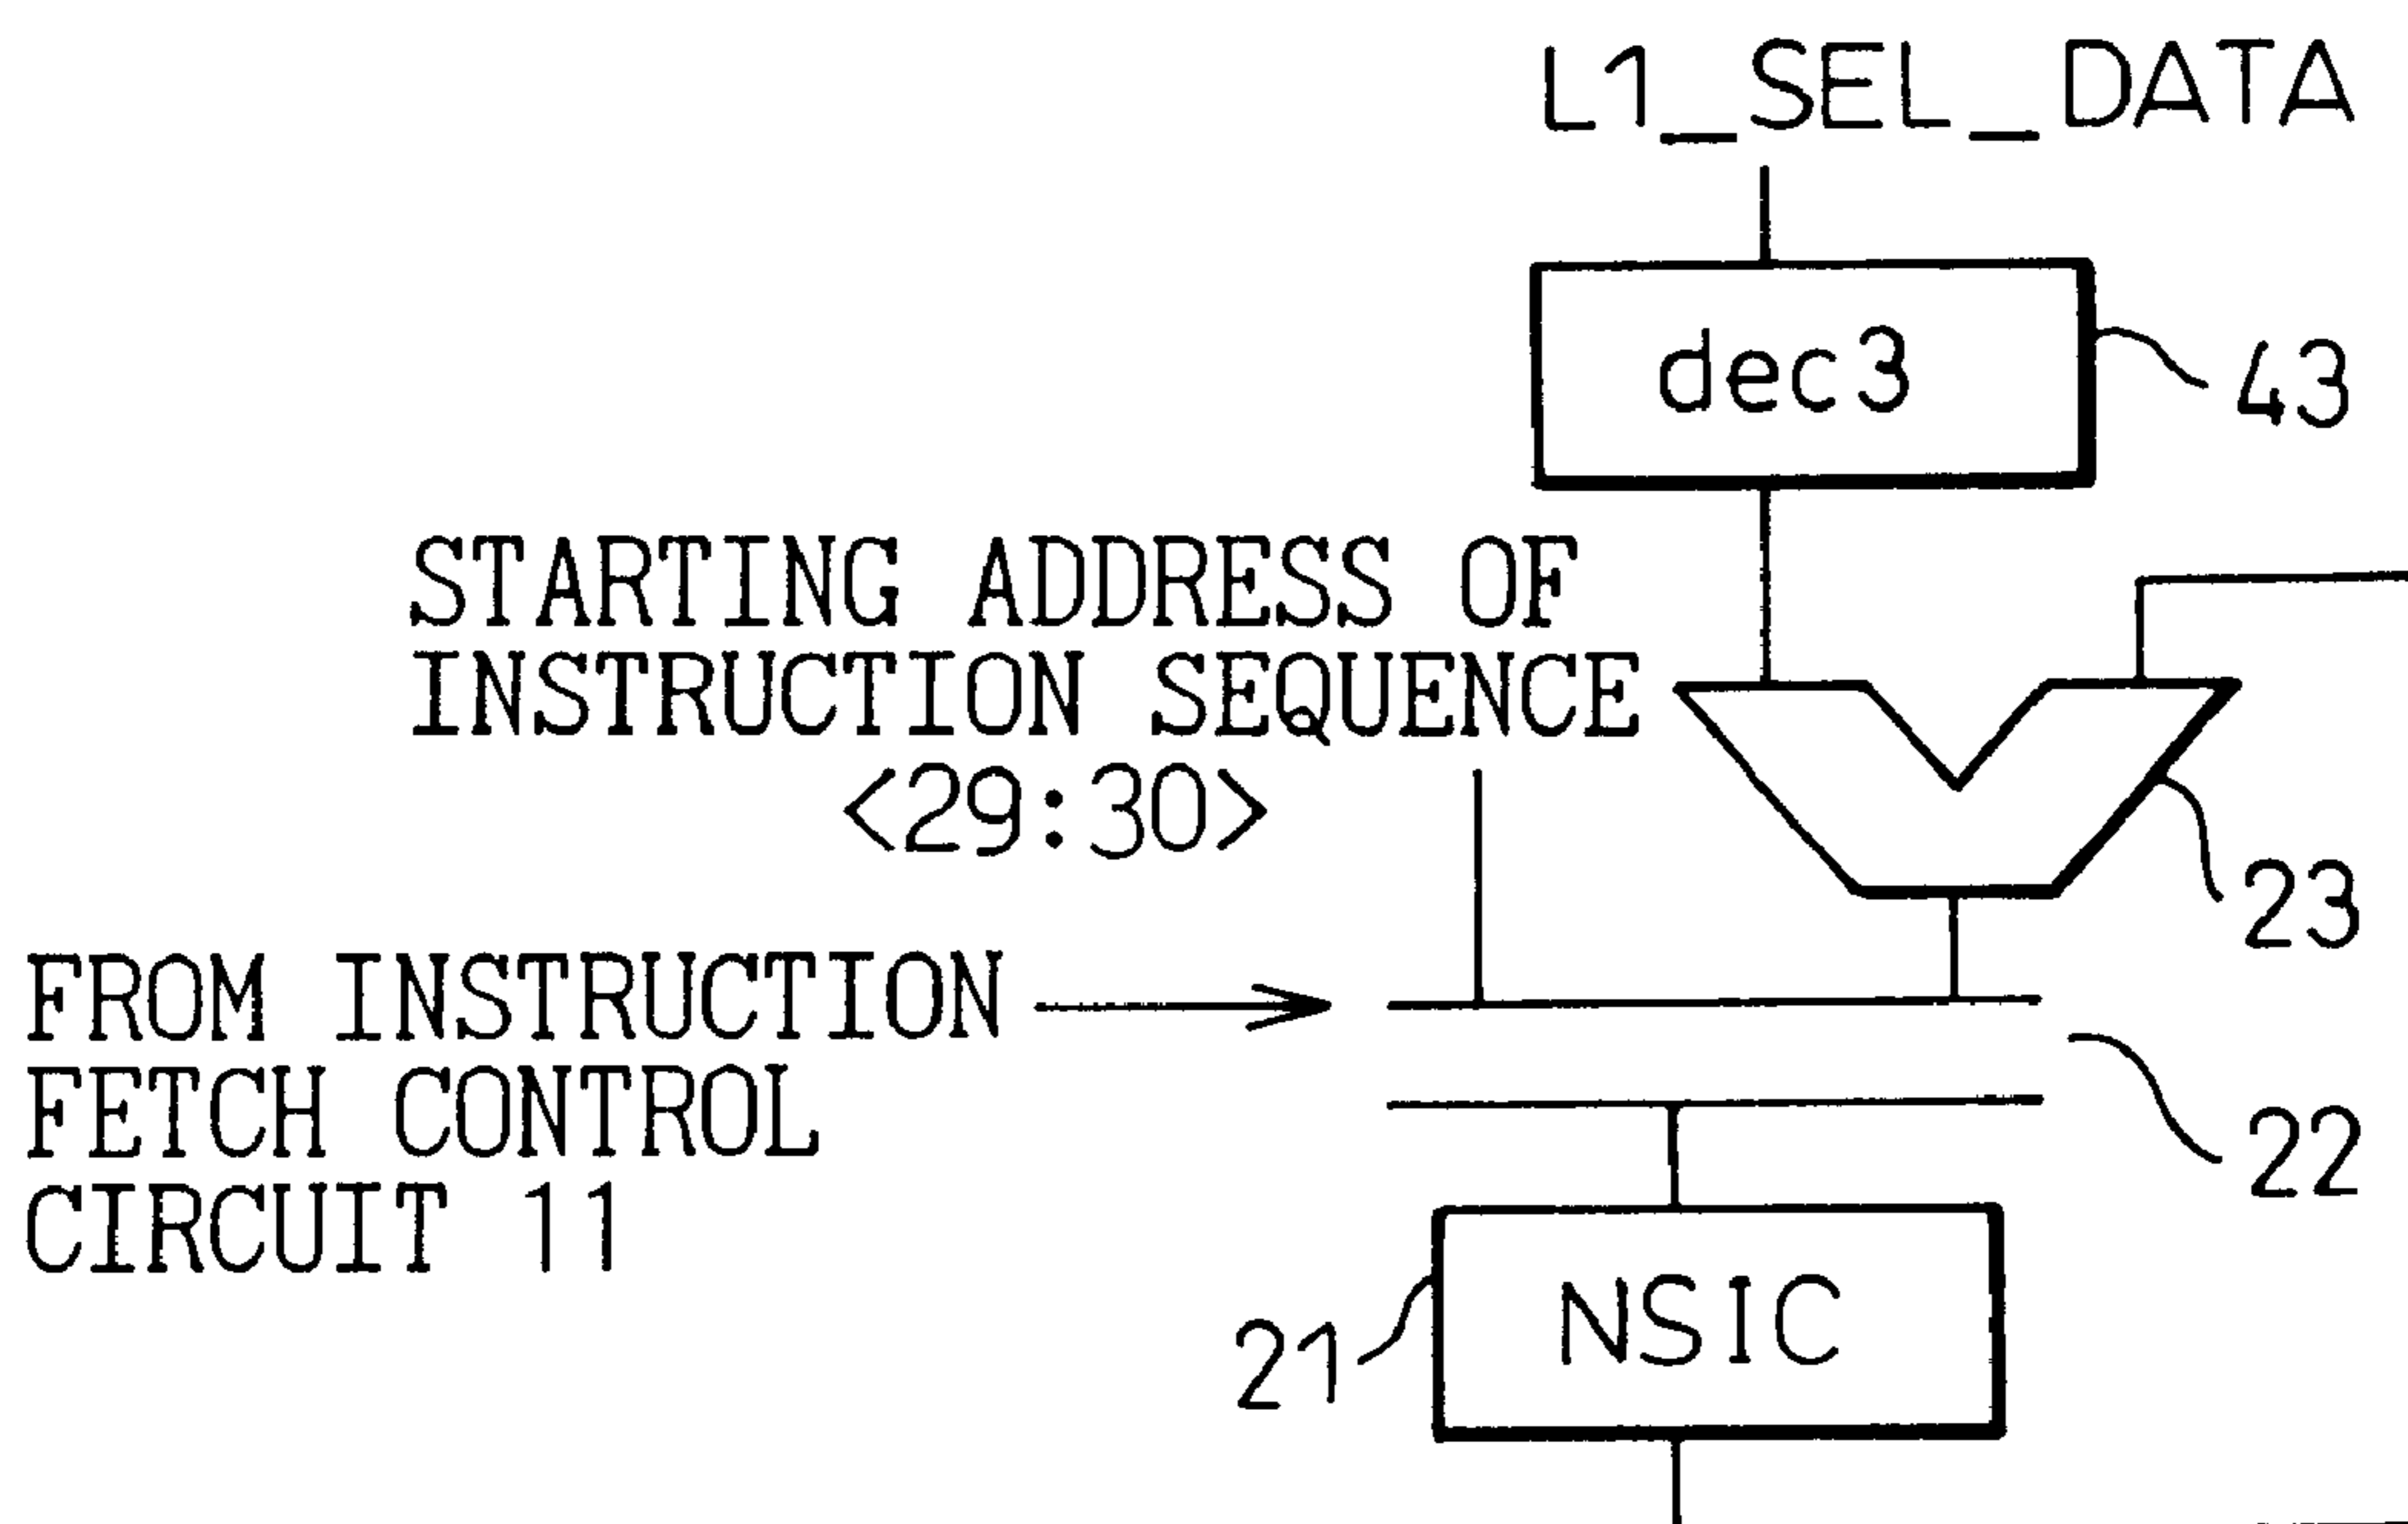 L1_SEL_DATA
dec3
43
STARTING ADDRESS OF
INSTRUCTION SEQUENCE
<29:30>
23
FROM INSTRUCTION
FETCH CONTROL
CIRCUIT 11
22
NSIC
21